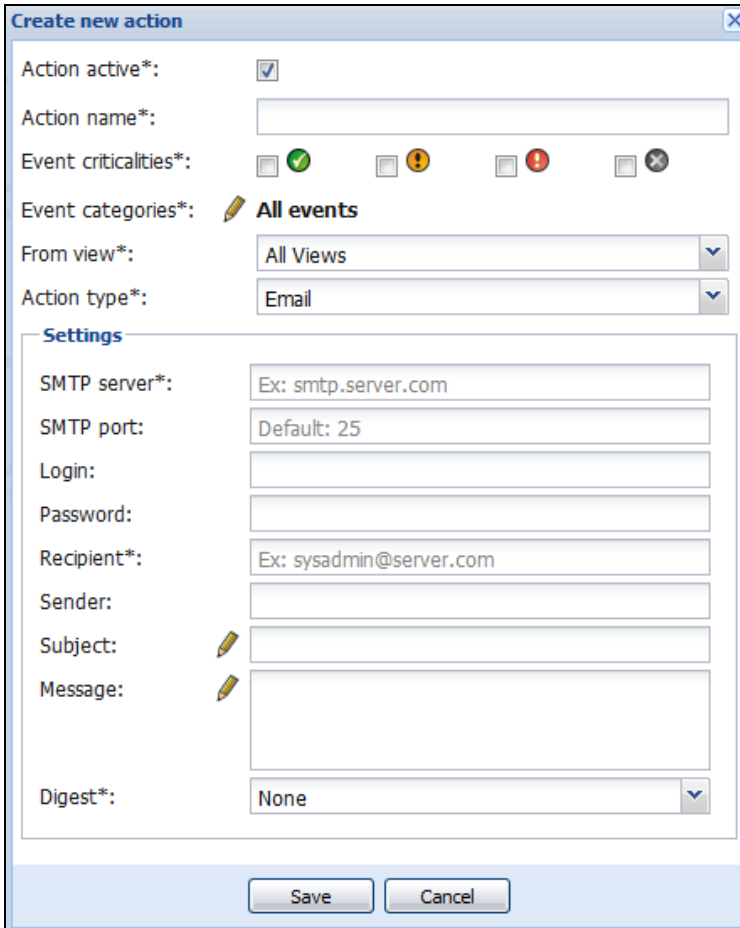 Create new action
Action active*:
Action name*:
Event criticalities*:
Event categories*: All events
From view*: All Views
Action type*: Email
Settings
SMTP server*: Ex: smtp.server.com
SMTP port: Default: 25
Login:
Password:
Recipient*: Ex: sysadmin@server.com
Sender:
Subject:
Message:
Digest*: None
Save Cancel